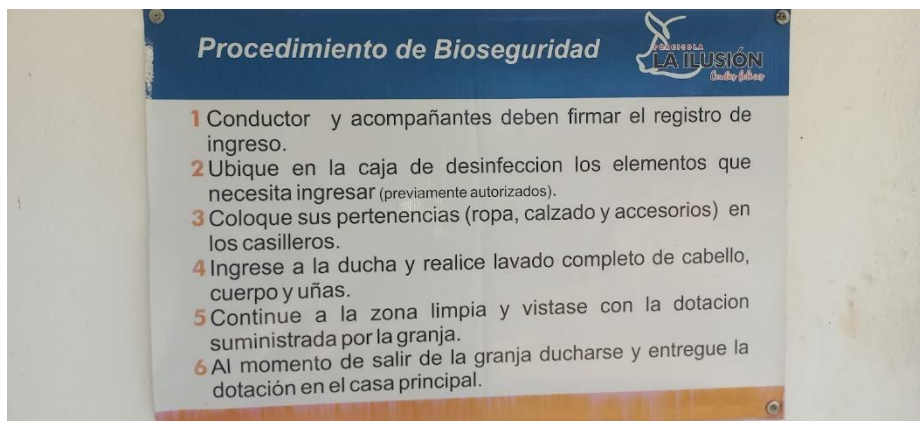 Procedimiento de Bioseguridad
PORCICOLA
LA ILUSIÓN
Cerdos felices
1 Conductor y acompañantes deben firmar el registro de
ingreso.
2 Ubique en la caja de desinfeccion los elementos que
necesita ingresar (previamente autorizados).
3 Coloque sus pertenencias (ropa, calzado y accesorios) en
los casilleros.
4 Ingrese a la ducha y realice lavado completo de cabello,
cuerpo y uñas.
5 Continue a la zona limpia y vistase con la dotacion
suministrada por la granja.
6 Al momento de salir de la granja ducharse y entregue la
dotación en el casa principal.